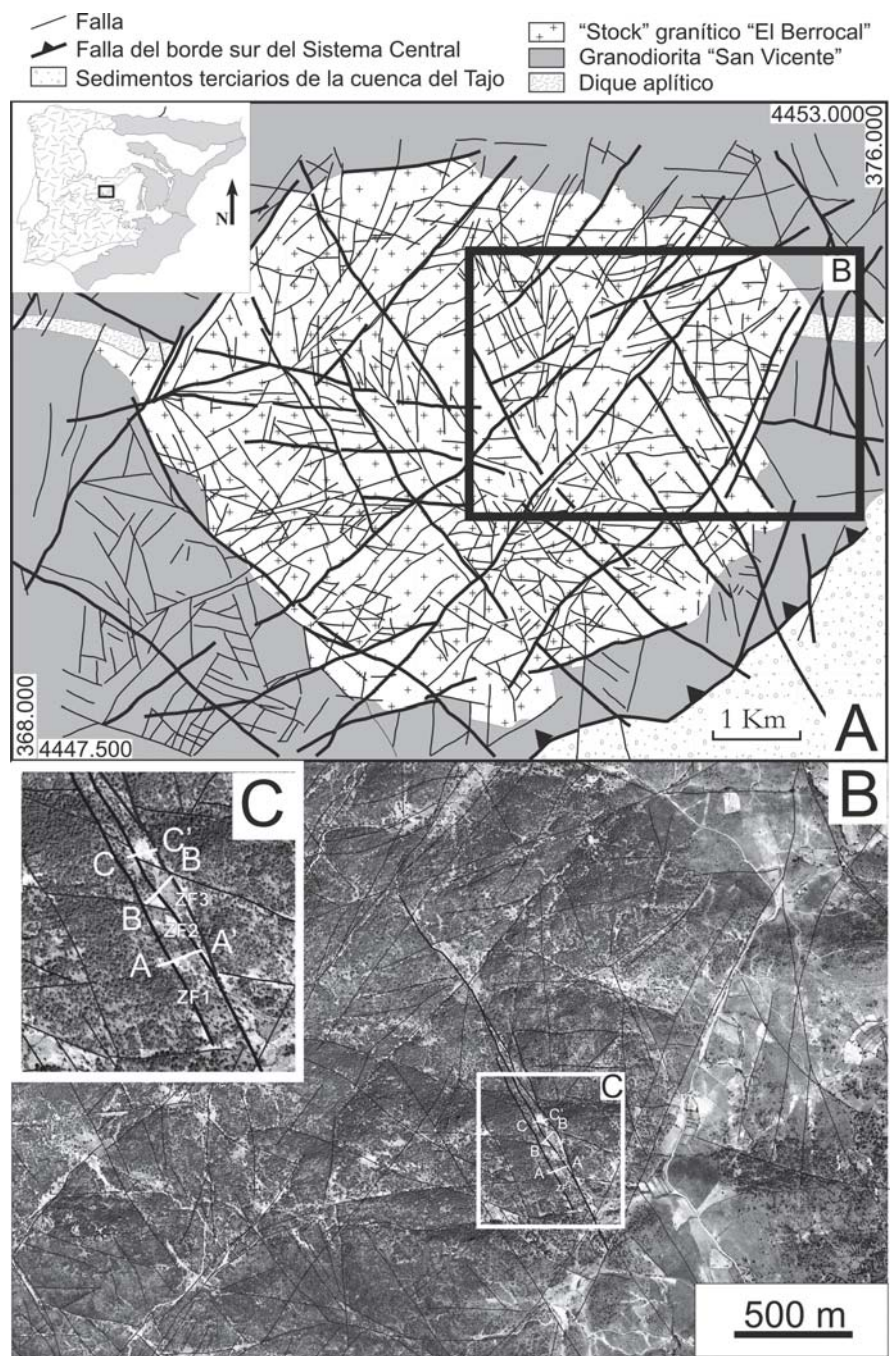 Falla
Falla del borde sur del Sistema Central
Sedimentos terciarios de la cuenca del Tajo
“Stock” granítico “El Berrocal”
Granodiorita “San Vicente”
Dique aplítico
4453.0000
376.000
N
B
368.000
4447.500
1 Km
A
C
B
C
C'
B
B
ZF3
ZF2
A
A'
ZF1
C
C
C'
B
B
A
A'
500 m